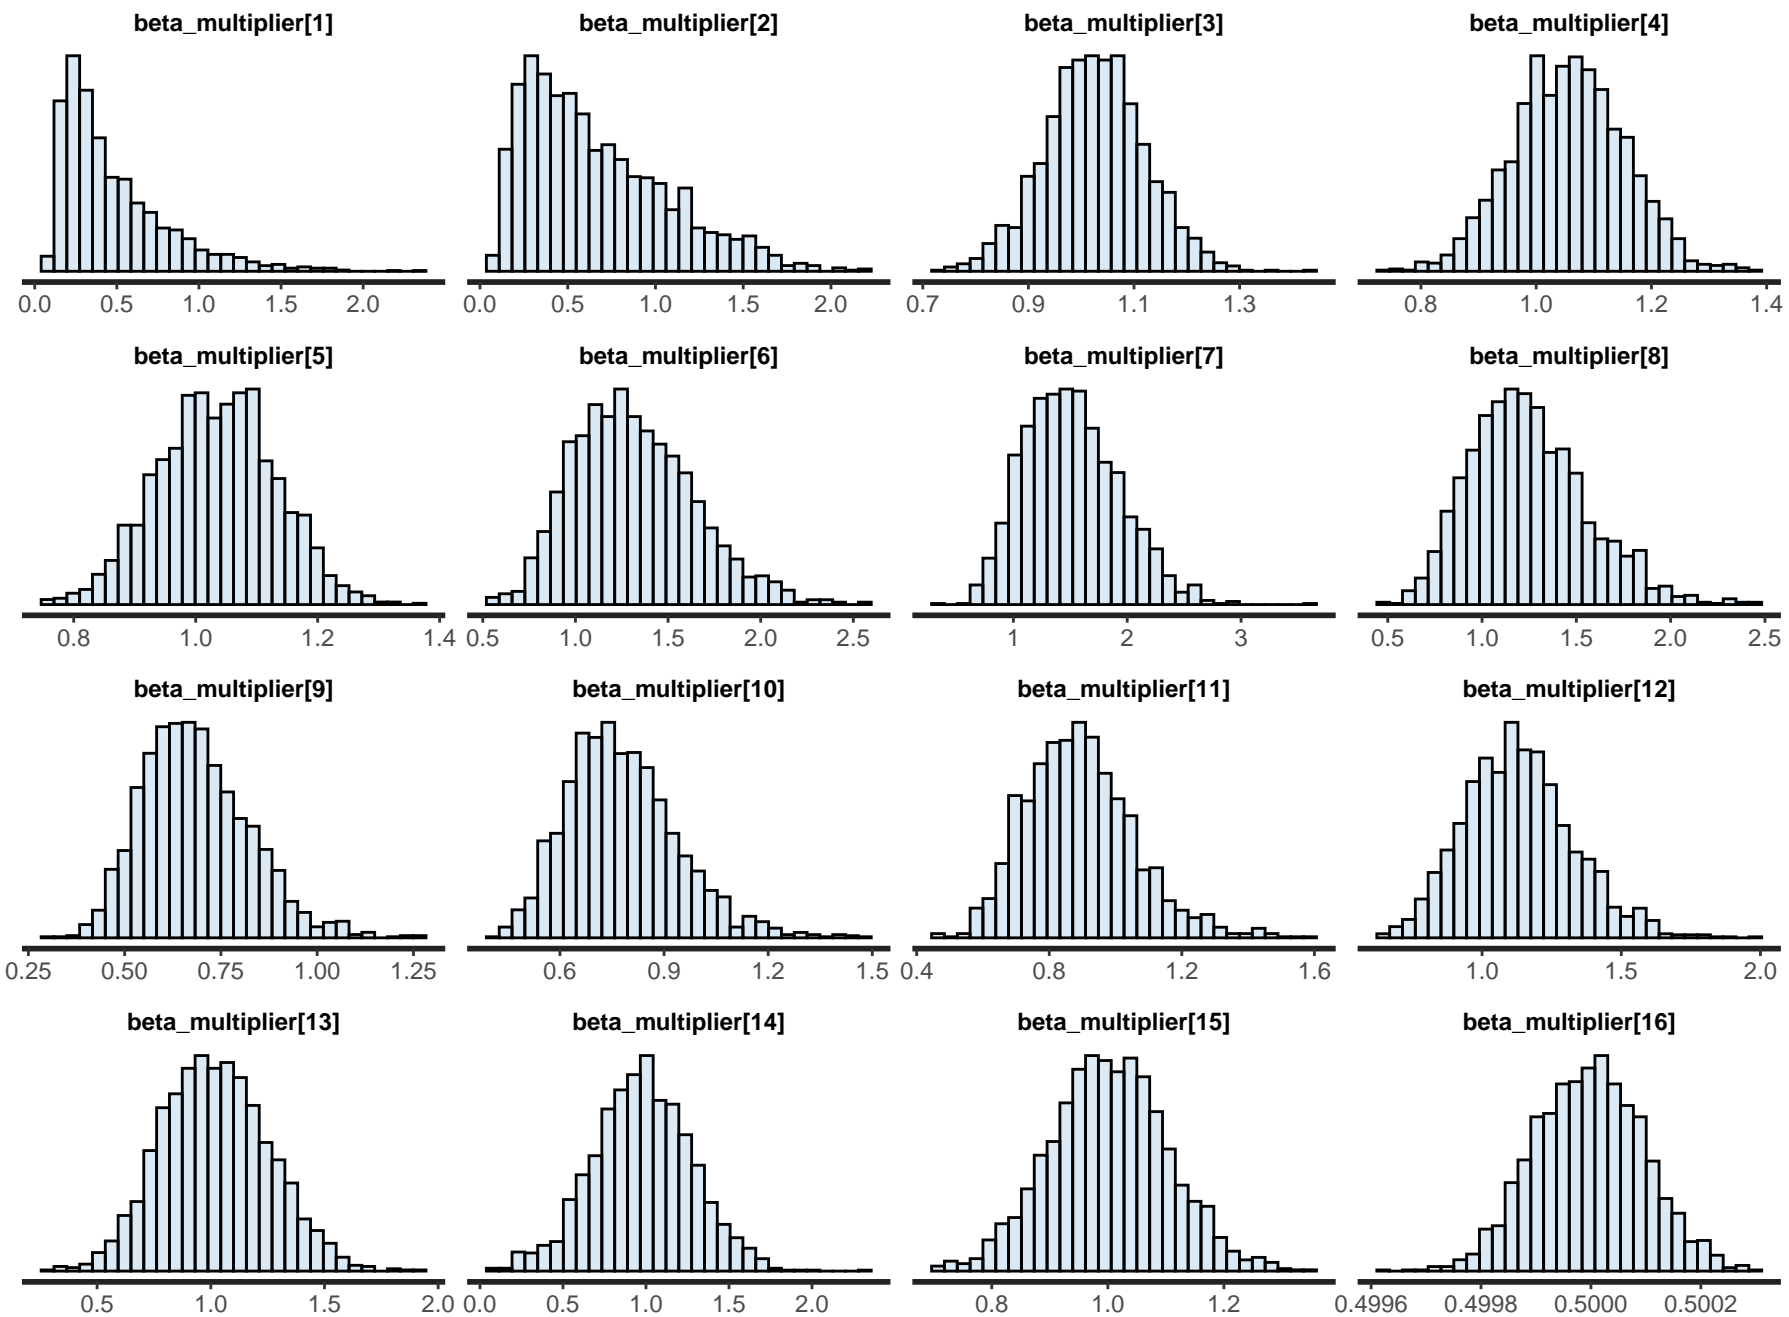 beta_multiplier[1] beta_multiplier[2] beta_multiplier[3] beta_multiplier[4]
0.0 0.5 1.0 1.5 2.0 0.0 0.5 1.0 1.5 2.0 0.7 0.9 1.1 1.3 0.8 1.0 1.2 1.4
beta_multiplier[5] beta_multiplier[6] beta_multiplier[7] beta_multiplier[8]
0.8 1.0 1.2 1.4 0.5 1.0 1.5 2.0 2.5 1 2 3 0.5 1.0 1.5 2.0 2.5
beta_multiplier[9] beta_multiplier[10] beta_multiplier[11] beta_multiplier[12]
0.25 0.50 0.75 1.00 1.25 0.6 0.9 1.2 1.5 0.4 0.8 1.2 1.6 1.0 1.5 2.0
beta_multiplier[13] beta_multiplier[14] beta_multiplier[15] beta_multiplier[16]
0.5 1.0 1.5 2.0 0.0 0.5 1.0 1.5 2.0 0.8 1.0 1.2 0.4996 0.4998 0.5000 0.5002